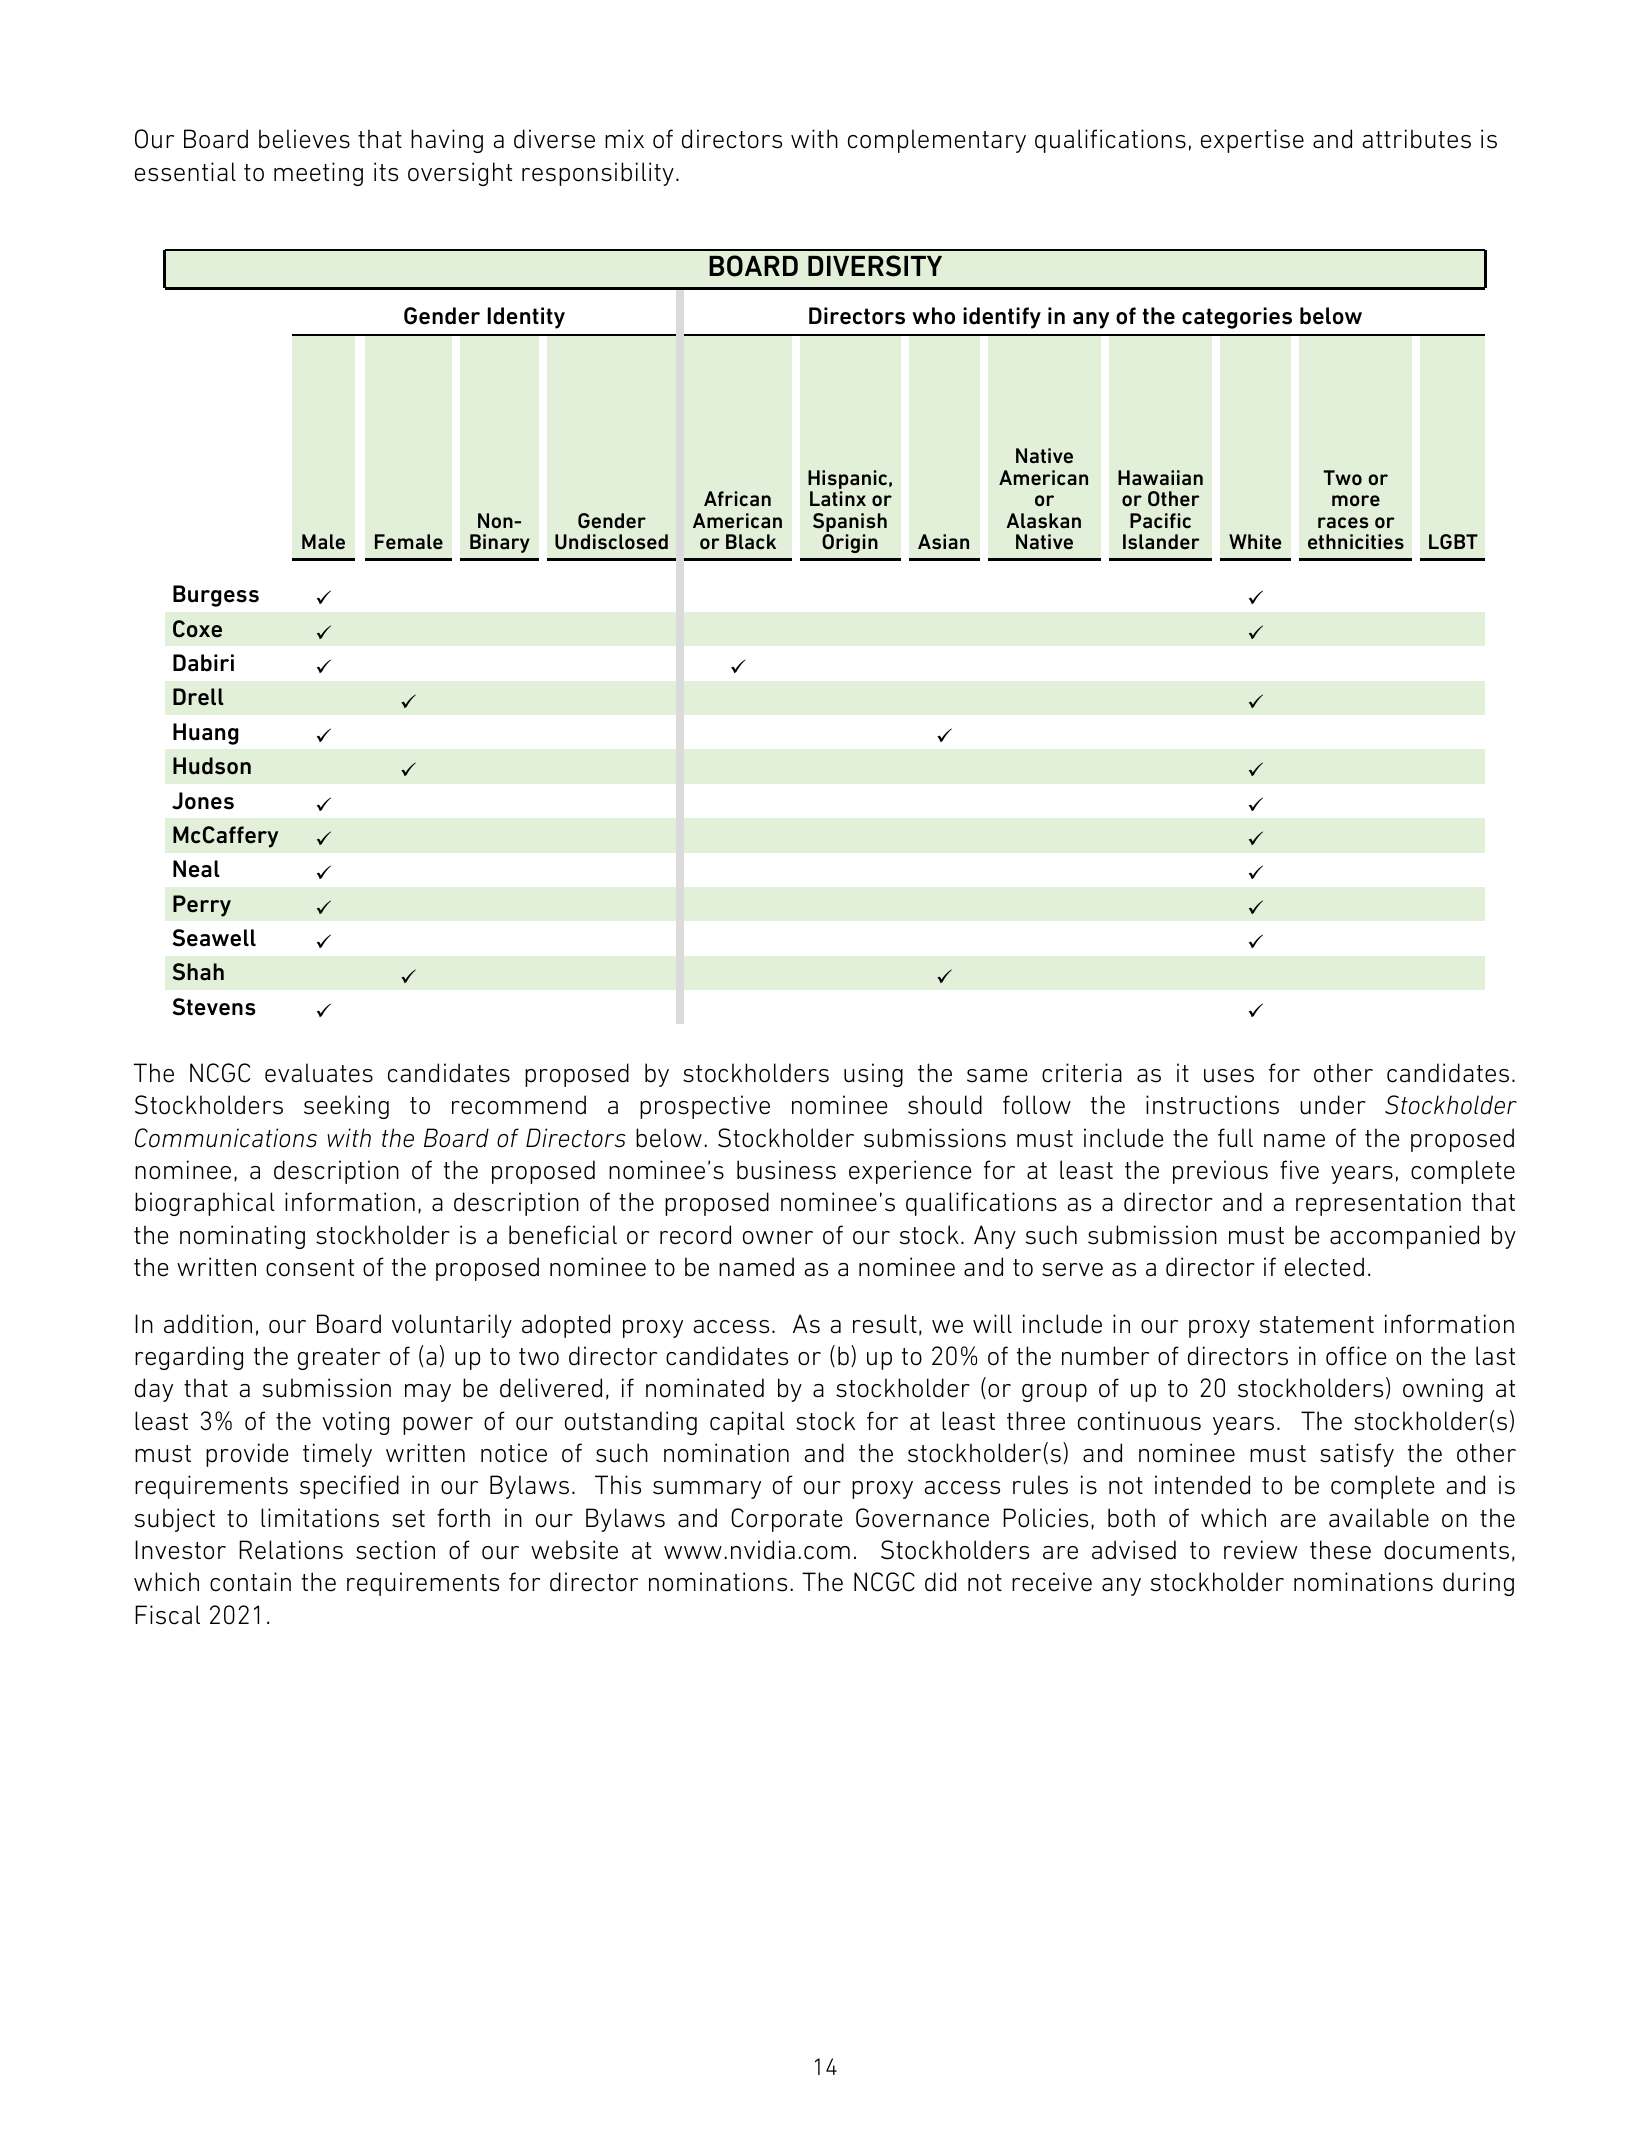 Our Board believes that having a diverse mix of directors with complementary qualifications, expertise and attributes is
essential to meeting its oversight responsibility.
BOARD DIVERSITY
Gender Identity Directors who identify in any of the categories below
Male Female Non-Binary Gender Undisclosed African American or Black Hispanic, Latinx or Spanish Origin Asian Native American or Alaskan Native Hawaiian or Other Pacific Islander White Two or more races or ethnicities LGBT
Burgess ✓ ✓
Coxe ✓ ✓
Dabiri ✓ ✓
Drell ✓ ✓
Huang ✓ ✓
Hudson ✓ ✓
Jones ✓ ✓
McCaffery ✓ ✓
Neal ✓ ✓
Perry ✓ ✓
Seawell ✓ ✓
Shah ✓ ✓
Stevens ✓ ✓
The NCGC evaluates candidates proposed by stockholders using the same criteria as it uses for other candidates.
Stockholders seeking to recommend a prospective nominee should follow the instructions under Stockholder
Communications with the Board of Directors below. Stockholder submissions must include the full name of the proposed
nominee, a description of the proposed nominee's business experience for at least the previous five years, complete
biographical information, a description of the proposed nominee's qualifications as a director and a representation that
the nominating stockholder is a beneficial or record owner of our stock. Any such submission must be accompanied by
the written consent of the proposed nominee to be named as a nominee and to serve as a director if elected.
In addition, our Board voluntarily adopted proxy access. As a result, we will include in our proxy statement information
regarding the greater of (a) up to two director candidates or (b) up to 20% of the number of directors in office on the last
day that a submission may be delivered, if nominated by a stockholder (or group of up to 20 stockholders) owning at
least 3% of the voting power of our outstanding capital stock for at least three continuous years. The stockholder(s)
must provide timely written notice of such nomination and the stockholder(s) and nominee must satisfy the other
requirements specified in our Bylaws. This summary of our proxy access rules is not intended to be complete and is
subject to limitations set forth in our Bylaws and Corporate Governance Policies, both of which are available on the
Investor Relations section of our website at www.nvidia.com. Stockholders are advised to review these documents,
which contain the requirements for director nominations. The NCGC did not receive any stockholder nominations during
Fiscal 2021.
14